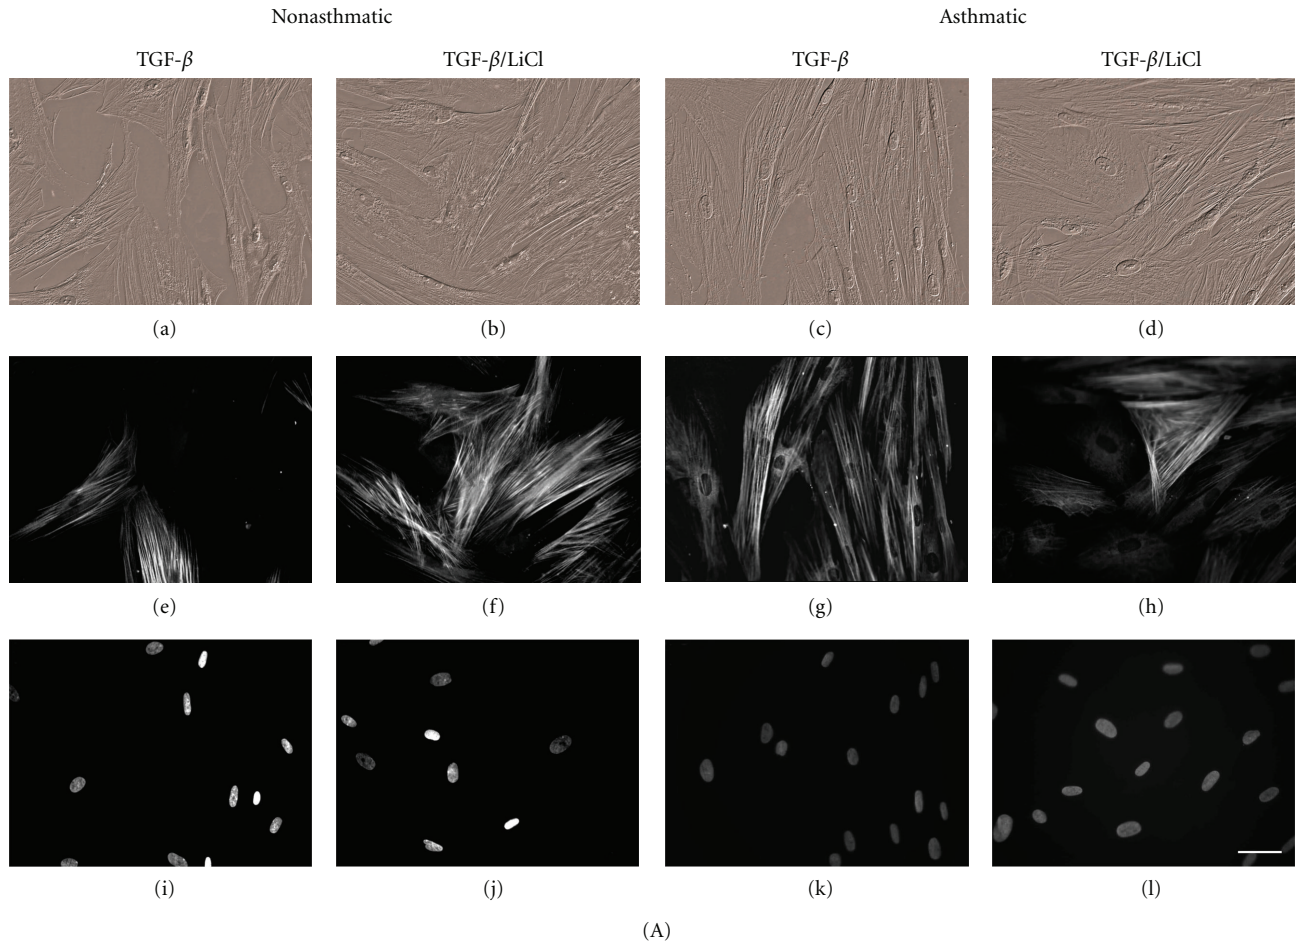 Nonasthmatic Asthmatic
TGF-β TGF-β/LiCl TGF-β TGF-β/LiCl
(a) (b) (c) (d)
(e) (f) (g) (h)
(i) (j) (k) (l)
(A)